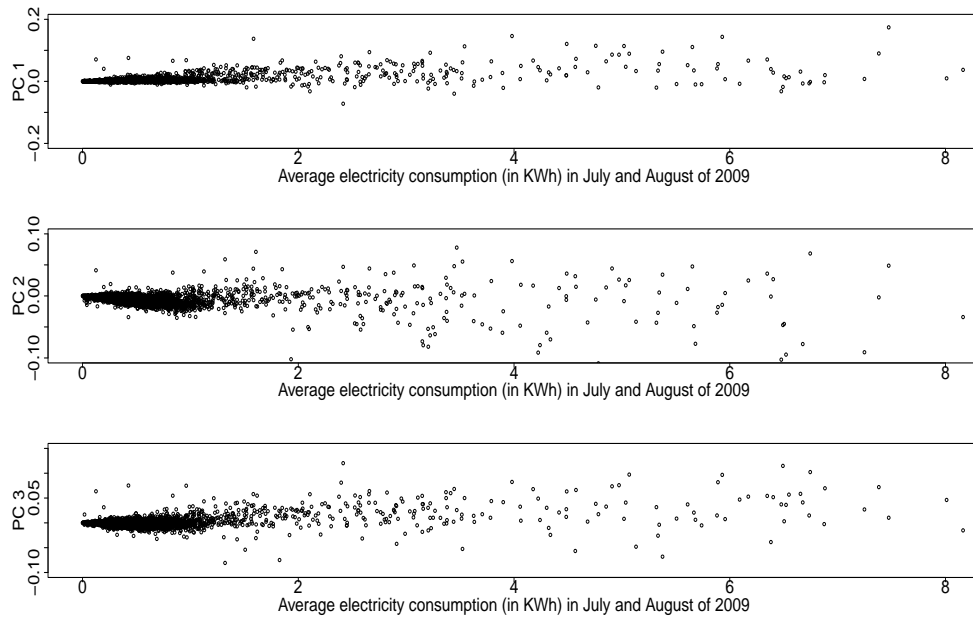 PC 1
0.2
0.0
−0.2
0 2 4 6 8
Average electricity consumption (in KWh) in July and August of 2009
PC 2
0.10
0.00
−0.10
0 2 4 6 8
Average electricity consumption (in KWh) in July and August of 2009
PC 3
0.05
−0.10
0 2 4 6 8
Average electricity consumption (in KWh) in July and August of 2009